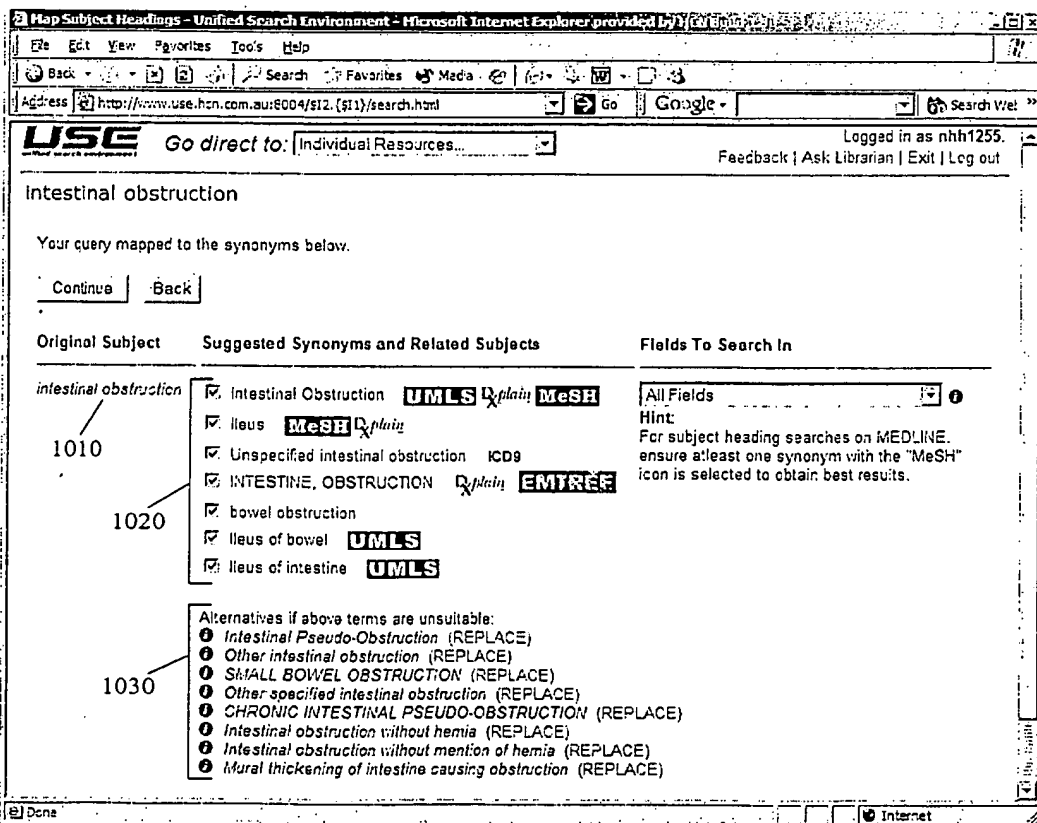 Map Subject Headings - Unified Search Environment - Microsoft Internet Explorer provided by
File Edit View Favorites Tools Help
Back Search Favorites Media
Address http://www.use.hcn.com.au:6004/$I2.{$I1}/search.html Go Google Search Web »
USE Go direct to: Individual Resources... Logged in as nhh1255.
unified search environment Feedback | Ask Librarian | Exit | Log out
intestinal obstruction
Your query mapped to the synonyms below.
Continue Back
Original Subject Suggested Synonyms and Related Subjects Fields To Search In
intestinal obstruction Intestinal Obstruction UMLS DXplain MeSH All Fields
Hint:
Ileus MeSH DXplain For subject heading searches on MEDLINE,
1010 Unspecified intestinal obstruction ICD9 ensure atleast one synonym with the "MeSH"
icon is selected to obtain best results.
INTESTINE, OBSTRUCTION DXplain EMTREE
1020 bowel obstruction
Ileus of bowel UMLS
Ileus of intestine UMLS
Alternatives if above terms are unsuitable:
Intestinal Pseudo-Obstruction (REPLACE)
Other intestinal obstruction (REPLACE)
SMALL BOWEL OBSTRUCTION (REPLACE)
1030 Other specified intestinal obstruction (REPLACE)
CHRONIC INTESTINAL PSEUDO-OBSTRUCTION (REPLACE)
Intestinal obstruction without hernia (REPLACE)
Intestinal obstruction without mention of hernia (REPLACE)
Mural thickening of intestine causing obstruction (REPLACE)
Done Internet